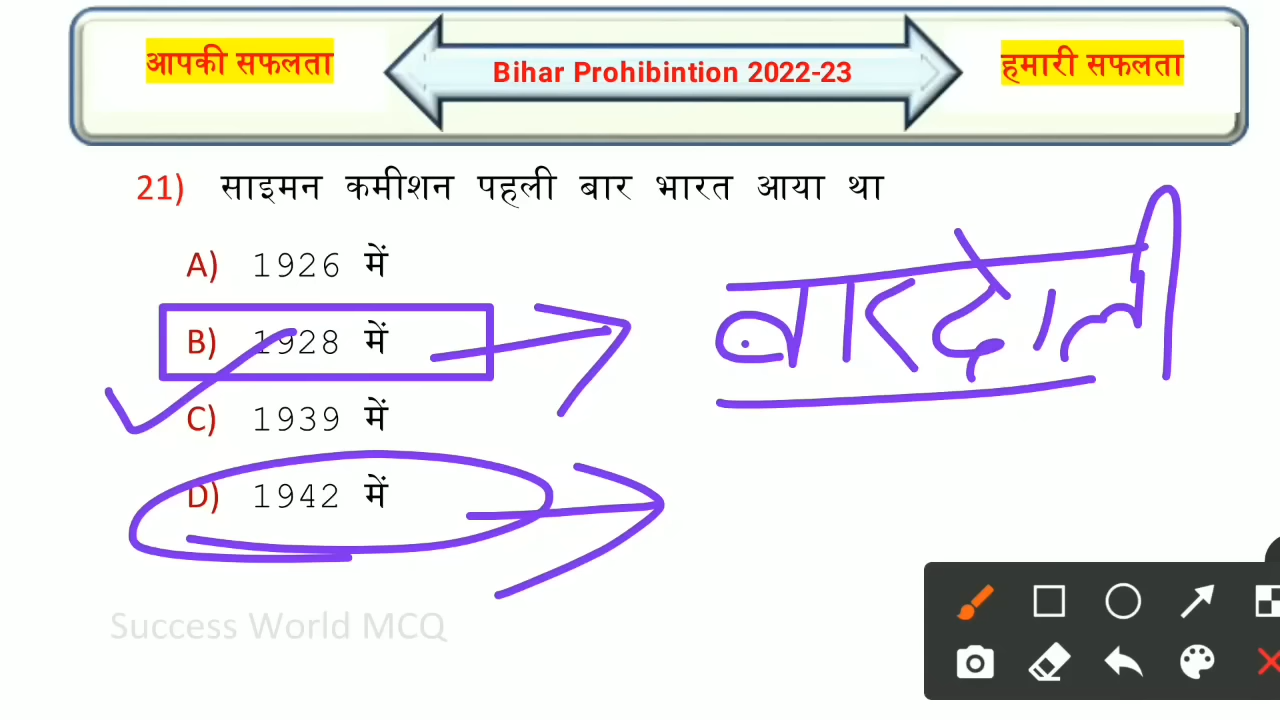 आपकी सफलता
Bihar Prohibintion 2022-23
हमारी सफलता
21) साइमन कमीशन पहली बार भारत आया था
A) 1926 में
B) 1928 में
C) 1939 में
D) 1942 में
बारदोली
Success World MCQ